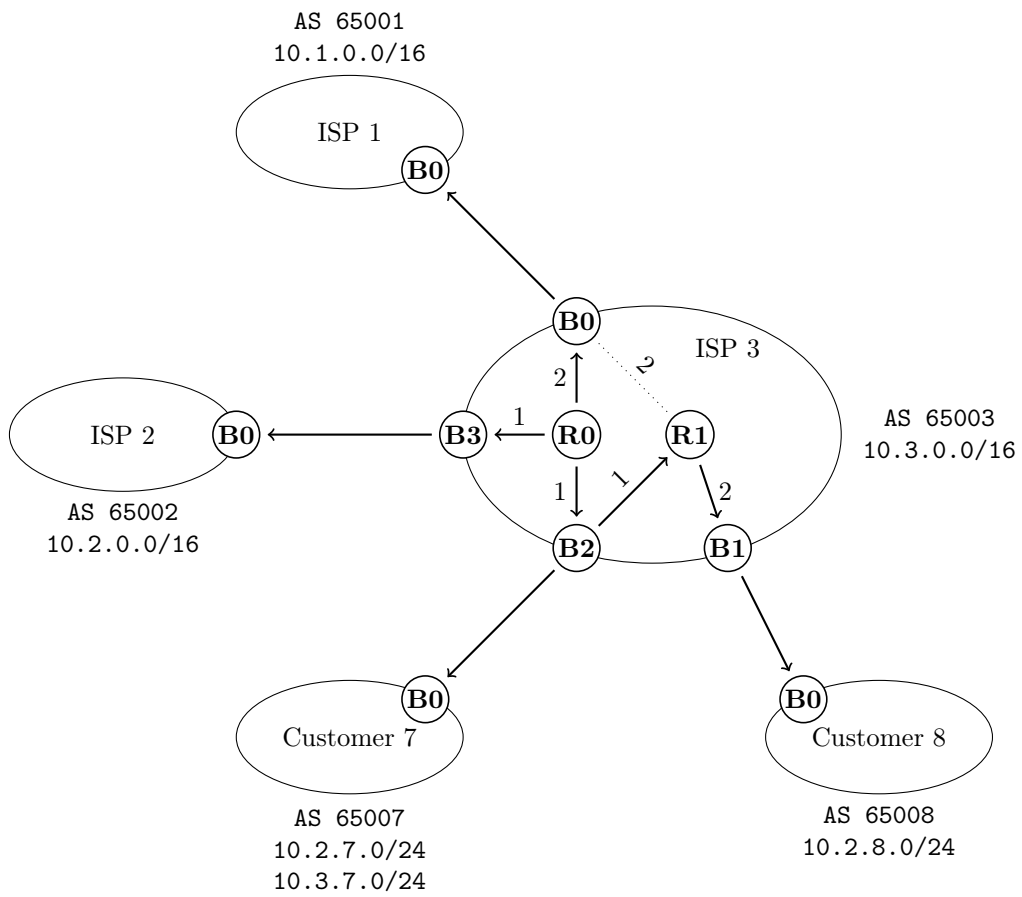 AS 65001
10.1.0.0/16
ISP 1
B0
B0
ISP 3
2
2
ISP 2
B0
B3
1
R0
R1
AS 65003
10.3.0.0/16
1
1
2
AS 65002
10.2.0.0/16
B2
B1
B0
B0
Customer 7
Customer 8
AS 65007
10.2.7.0/24
10.3.7.0/24
AS 65008
10.2.8.0/24